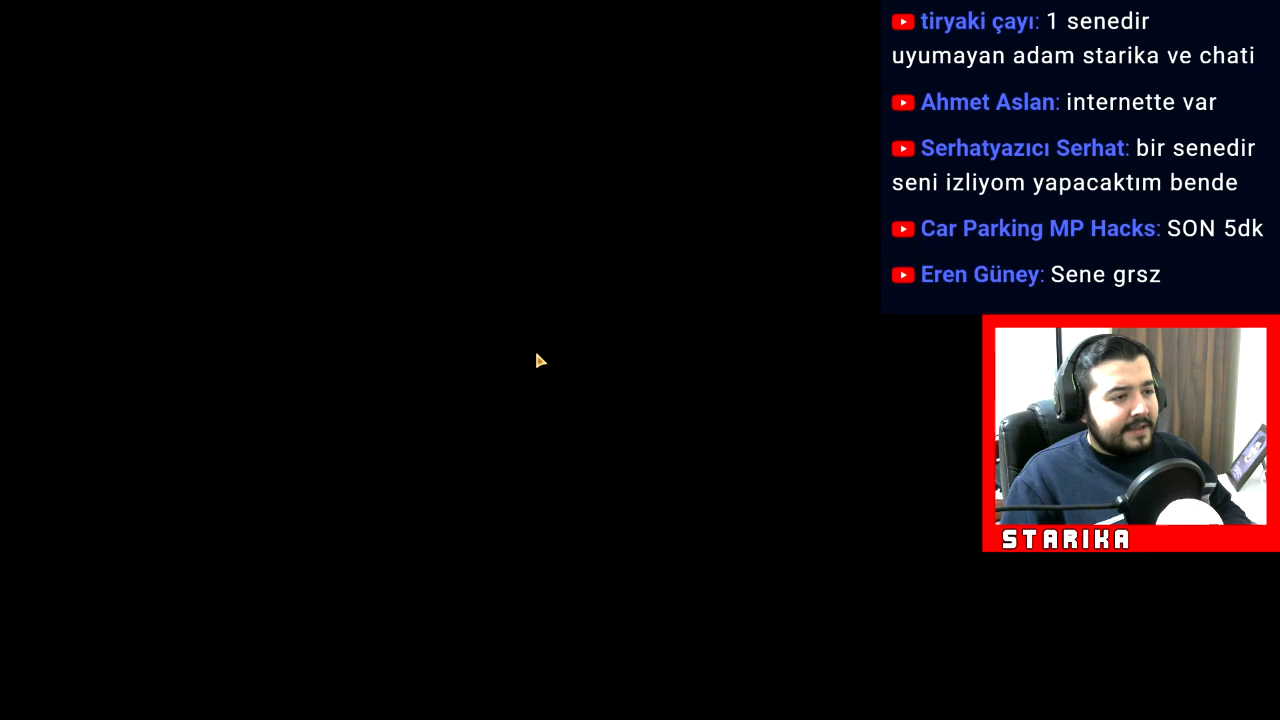 tiryaki çayı: 1 senedir
uyumayan adam starika ve chati
Ahmet Aslan: internette var
Serhatyazıcı Serhat: bir senedir
seni izliyom yapacaktım bende
Car Parking MP Hacks: SON 5dk
Eren Güney: Sene grsz
STARIKA